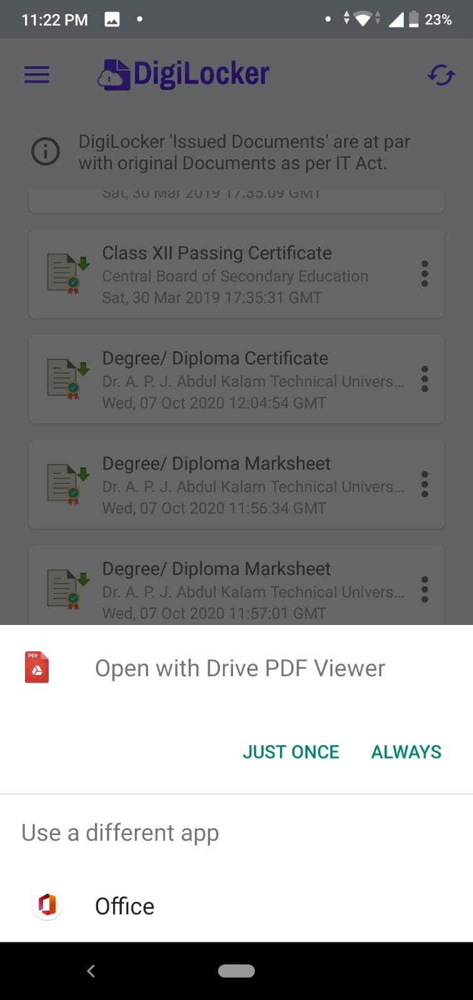 11:22 PM
23%
DigiLocker
DigiLocker 'Issued Documents' are at par
with original Documents as per IT Act.
Sat, 30 Mar 2019 17:35:09 GMT
Class XII Passing Certificate
Central Board of Secondary Education
Sat, 30 Mar 2019 17:35:31 GMT
Degree/ Diploma Certificate
Dr. A. P. J. Abdul Kalam Technical Univers...
Wed, 07 Oct 2020 12:04:54 GMT
Degree/ Diploma Marksheet
Dr. A. P. J. Abdul Kalam Technical Univers...
Wed, 07 Oct 2020 11:56:34 GMT
Degree/ Diploma Marksheet
Dr. A. P. J. Abdul Kalam Technical Univers...
Wed, 07 Oct 2020 11:57:01 GMT
PDF
Open with Drive PDF Viewer
JUST ONCE ALWAYS
Use a different app
Office